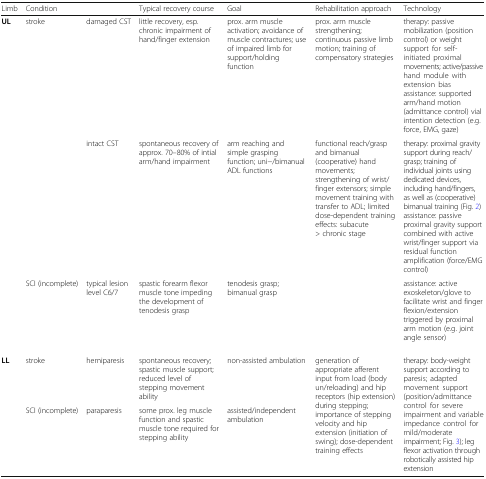 Limb Condition Typical recovery course Goal Rehabilitation approach Technology
UL stroke damaged CST little recovery, esp. chronic impairment of hand/finger extension
prox. arm muscle activation; avoidance of muscle contractures; use of impaired limb for support/holding function
prox. arm muscle strengthening; continuous passive limb motion; training of compensatory strategies
therapy: passive mobilization (position control) or weight support for self-initiated proximal movements; active/passive hand module with extension bias
assistance: supported arm/hand motion (admittance control) vial intention detection (e.g. force, EMG, gaze)
intact CST spontaneous recovery of approx. 70–80% of intial arm/hand impairment
arm reaching and simple grasping function; uni−/bimanual ADL functions
functional reach/grasp and bimanual (cooperative) hand movements; strengthening of wrist/finger extensors; simple movement training with transfer to ADL; limited dose-dependent training effects: subacute > chronic stage
therapy: proximal gravity support during reach/grasp; training of individual joints using dedicated devices, including hand/fingers, as well as (cooperative) bimanual training (Fig. 2)
assistance: passive proximal gravity support combined with active wrist/finger support via residual function amplification (force/EMG control)
SCI (incomplete) typical lesion level C6/7 spastic forearm flexor muscle tone impeding the development of tenodesis grasp
tenodesis grasp; bimanual grasp
assistance: active exoskeleton/glove to facilitate wrist and finger flexion/extension triggered by proximal arm motion (e.g. joint angle sensor)
LL stroke hemiparesis spontaneous recovery; spastic muscle support; reduced level of stepping movement ability
non-assisted ambulation
generation of appropriate afferent input from load (body un/reloading) and hip receptors (hip extension) during stepping; importance of stepping velocity and hip extension (initiation of swing); dose-dependent training effects
therapy: body-weight support according to paresis; adapted movement support (position/admittance control for severe impairment and variable impedance control for mild/moderate impairment; Fig. 3); leg flexor activation through robotically assisted hip extension
SCI (incomplete) paraparesis some prox. leg muscle function and spastic muscle tone required for stepping ability
assisted/independent ambulation